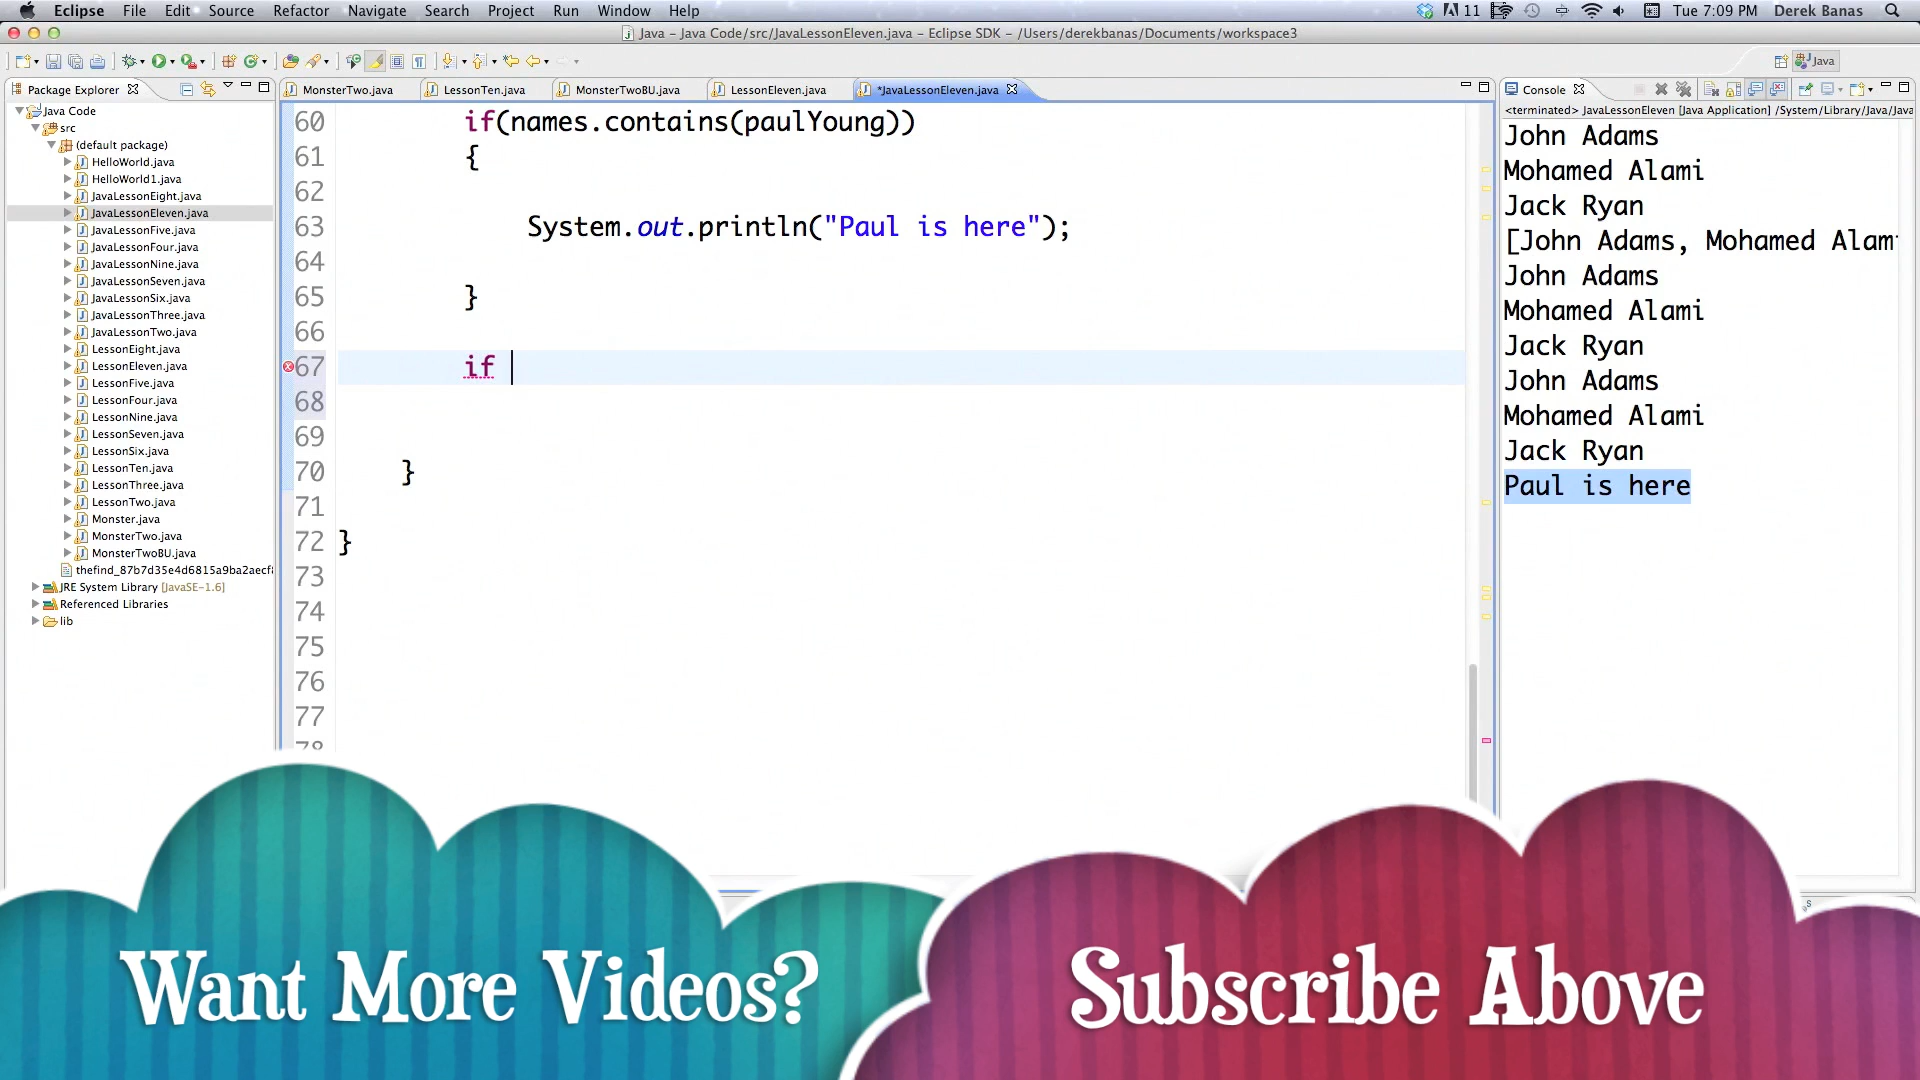 Eclipse File Edit Source Refactor Navigate Search Project Run Window Help 11 Tue 7:09 PM Derek Banas
Java – Java Code/src/JavaLessonEleven.java – Eclipse SDK – /Users/derekbanas/Documents/workspace3
Java
Package Explorer
Java Code
src
(default package)
HelloWorld.java
HelloWorld1.java
JavaLessonEight.java
JavaLessonEleven.java
JavaLessonFive.java
JavaLessonFour.java
JavaLessonNine.java
JavaLessonSeven.java
JavaLessonSix.java
JavaLessonThree.java
JavaLessonTwo.java
LessonEight.java
LessonEleven.java
LessonFive.java
LessonFour.java
LessonNine.java
LessonSeven.java
LessonSix.java
LessonTen.java
LessonThree.java
LessonTwo.java
Monster.java
MonsterTwo.java
MonsterTwoBU.java
thefind_87b7d35e4d6815a9ba2aecf8
JRE System Library [JavaSE-1.6]
Referenced Libraries
lib
MonsterTwo.java LessonTen.java MonsterTwoBU.java LessonEleven.java *JavaLessonEleven.java
60 if(names.contains(paulYoung))
61 {
62
63 System.out.println("Paul is here");
64
65 }
66
67 if
68
69
70 }
71
72 }
73
74
75
76
77
78
Console
<terminated> JavaLessonEleven [Java Application] /System/Library/Java/Java
John Adams
Mohamed Alami
Jack Ryan
[John Adams, Mohamed Alam
John Adams
Mohamed Alami
Jack Ryan
John Adams
Mohamed Alami
Jack Ryan
Paul is here
Want More Videos?
Subscribe Above